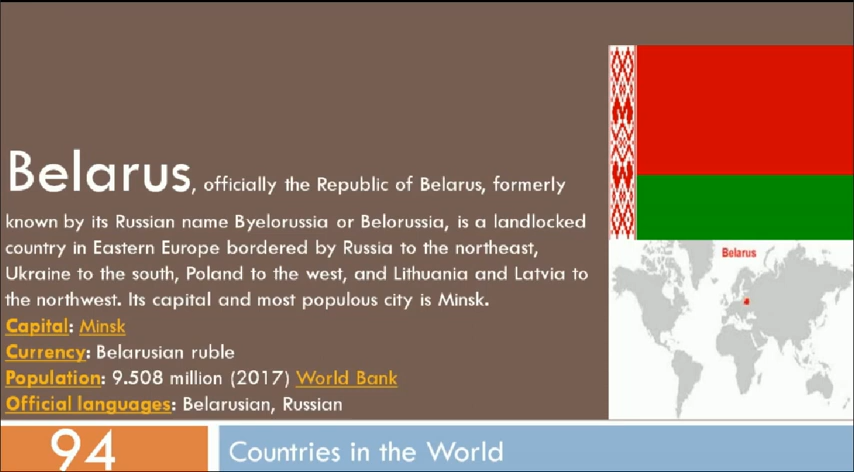 Belarus, officially the Republic of Belarus, formerly
known by its Russian name Byelorussia or Belorussia, is a landlocked
country in Eastern Europe bordered by Russia to the northeast,
Ukraine to the south, Poland to the west, and Lithuania and Latvia to
the northwest. Its capital and most populous city is Minsk.
Capital: Minsk
Currency: Belarusian ruble
Population: 9.508 million (2017) World Bank
Official languages: Belarusian, Russian
Belarus
94
Countries in the World